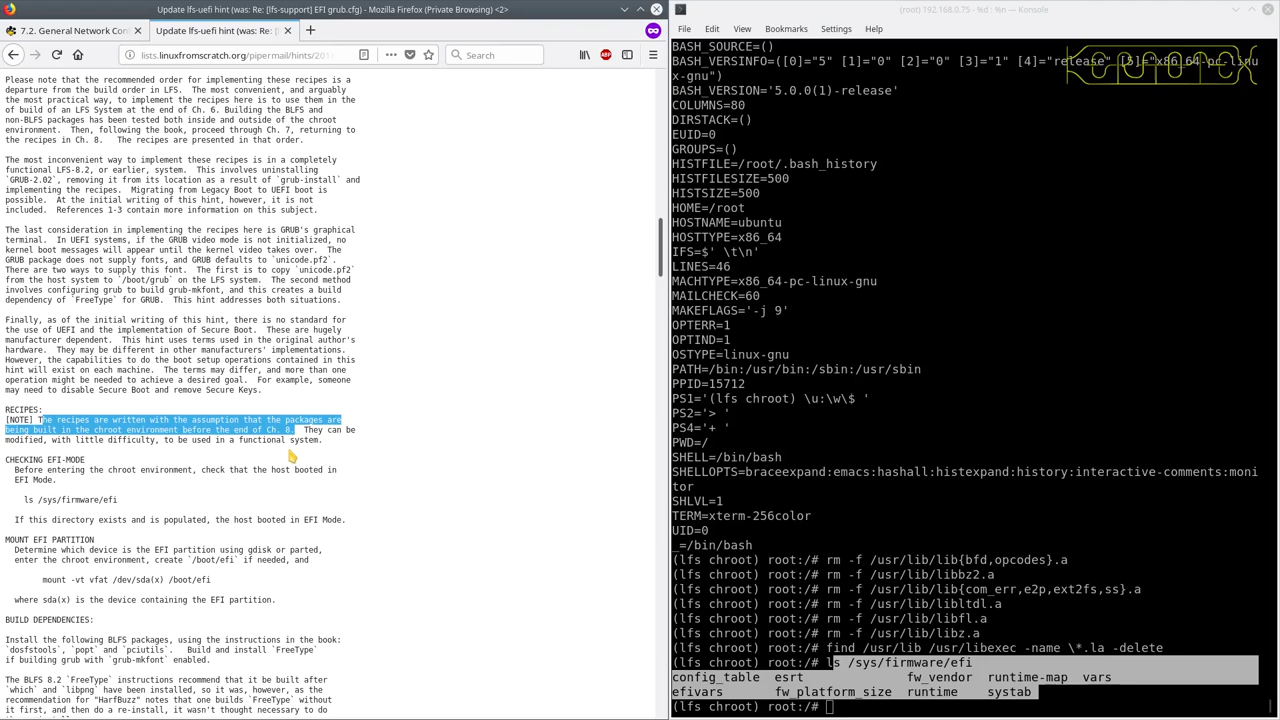 Update lfs-uefi hint (was: Re: [lfs-support] EFI grub.cfg) - Mozilla Firefox (Private Browsing) <2>
7.2. General Network Con
Update lfs-uefi hint (was: Re: [
lists.linuxfromscratch.org/pipermail/hints/201
Search
Please note that the recommended order for implementing these recipes is a
departure from the build order in LFS. The most convenient, and arguably
the most practical way, to implement the recipes here is to use them in the
of build of an LFS System at the end of Ch. 6. Building the BLFS and
non-BLFS packages has been tested both inside and outside of the chroot
environment. Then, following the book, proceed through Ch. 7, returning to
the recipes in Ch. 8. The recipes are presented in that order.
The most inconvenient way to implement these recipes is in a completely
functional LFS-8.2, or earlier, system. This involves uninstalling
`GRUB-2.02`, removing it from its location as a result of `grub-install` and
implementing the recipes. Migrating from Legacy Boot to UEFI boot is
possible. At the initial writing of this hint, however, it is not
included. References 1-3 contain more information on this subject.
The last consideration in implementing the recipes here is GRUB's graphical
terminal. In UEFI systems, if the GRUB video mode is not initialized, no
kernel boot messages will appear until the kernel video takes over. The
GRUB package does not supply fonts, and GRUB defaults to `unicode.pf2`.
There are two ways to supply this font. The first is to copy `unicode.pf2`
from the host system to `/boot/grub` on the LFS system. The second method
involves configuring grub to build grub-mkfont, and this creates a build
dependency of `FreeType` for GRUB. This hint addresses both situations.
Finally, as of the initial writing of this hint, there is no standard for
the use of UEFI and the implementation of Secure Boot. These are hugely
manufacturer dependent. This hint uses terms used in the original author's
hardware. They may be different in other manufacturers' implementations.
However, the capabilities to do the boot setup operations contained in this
hint will exist on each machine. The terms may differ, and more than one
operation might be needed to achieve a desired goal. For example, someone
may need to disable Secure Boot and remove Secure Keys.
RECIPES:
[NOTE] The recipes are written with the assumption that the packages are
being built in the chroot environment before the end of Ch. 8. They can be
modified, with little difficulty, to be used in a functional system.
CHECKING EFI-MODE
Before entering the chroot environment, check that the host booted in
EFI Mode.
ls /sys/firmware/efi
If this directory exists and is populated, the host booted in EFI Mode.
MOUNT EFI PARTITION
Determine which device is the EFI partition using gdisk or parted,
enter the chroot environment, create `/boot/efi` if needed, and
mount -vt vfat /dev/sda(x) /boot/efi
where sda(x) is the device containing the EFI partition.
BUILD DEPENDENCIES:
Install the following BLFS packages, using the instructions in the book:
`dosfstools`, `popt` and `pciutils`. Build and install `FreeType`
if building grub with `grub-mkfont` enabled.
The BLFS 8.2 `FreeType` instructions recommend that it be built after
`which` and `libpng` have been installed, so it was, however, as the
recommendation for "HarfBuzz" notes that one builds `FreeType` without
it first, and then do a re-install, it wasn't thought necessary to do
(root) 192.168.0.75 - %d : %n — Konsole
File Edit View Bookmarks Settings Help
BASH_SOURCE=()
BASH_VERSINFO=([0]="5" [1]="0" [2]="0" [3]="1" [4]="release" [5]="x86_64-pc-linu
x-gnu")
BASH_VERSION='5.0.0(1)-release'
COLUMNS=80
DIRSTACK=()
EUID=0
GROUPS=()
HISTFILE=/root/.bash_history
HISTFILESIZE=500
HISTSIZE=500
HOME=/root
HOSTNAME=ubuntu
HOSTTYPE=x86_64
IFS=$' \t\n'
LINES=46
MACHTYPE=x86_64-pc-linux-gnu
MAILCHECK=60
MAKEFLAGS='-j 9'
OPTERR=1
OPTIND=1
OSTYPE=linux-gnu
PATH=/bin:/usr/bin:/sbin:/usr/sbin
PPID=15712
PS1='(lfs chroot) \u:\w\$ '
PS2='> '
PS4='+ '
PWD=/
SHELL=/bin/bash
SHELLOPTS=braceexpand:emacs:hashall:histexpand:history:interactive-comments:moni
tor
SHLVL=1
TERM=xterm-256color
UID=0
_=/bin/bash
(lfs chroot) root:/# rm -f /usr/lib/lib{bfd,opcodes}.a
(lfs chroot) root:/# rm -f /usr/lib/libbz2.a
(lfs chroot) root:/# rm -f /usr/lib/lib{com_err,e2p,ext2fs,ss}.a
(lfs chroot) root:/# rm -f /usr/lib/libltdl.a
(lfs chroot) root:/# rm -f /usr/lib/libfl.a
(lfs chroot) root:/# rm -f /usr/lib/libz.a
(lfs chroot) root:/# find /usr/lib /usr/libexec -name \*.la -delete
(lfs chroot) root:/# ls /sys/firmware/efi
config_table esrt fw_vendor runtime-map vars
efivars fw_platform_size runtime systab
(lfs chroot) root:/#